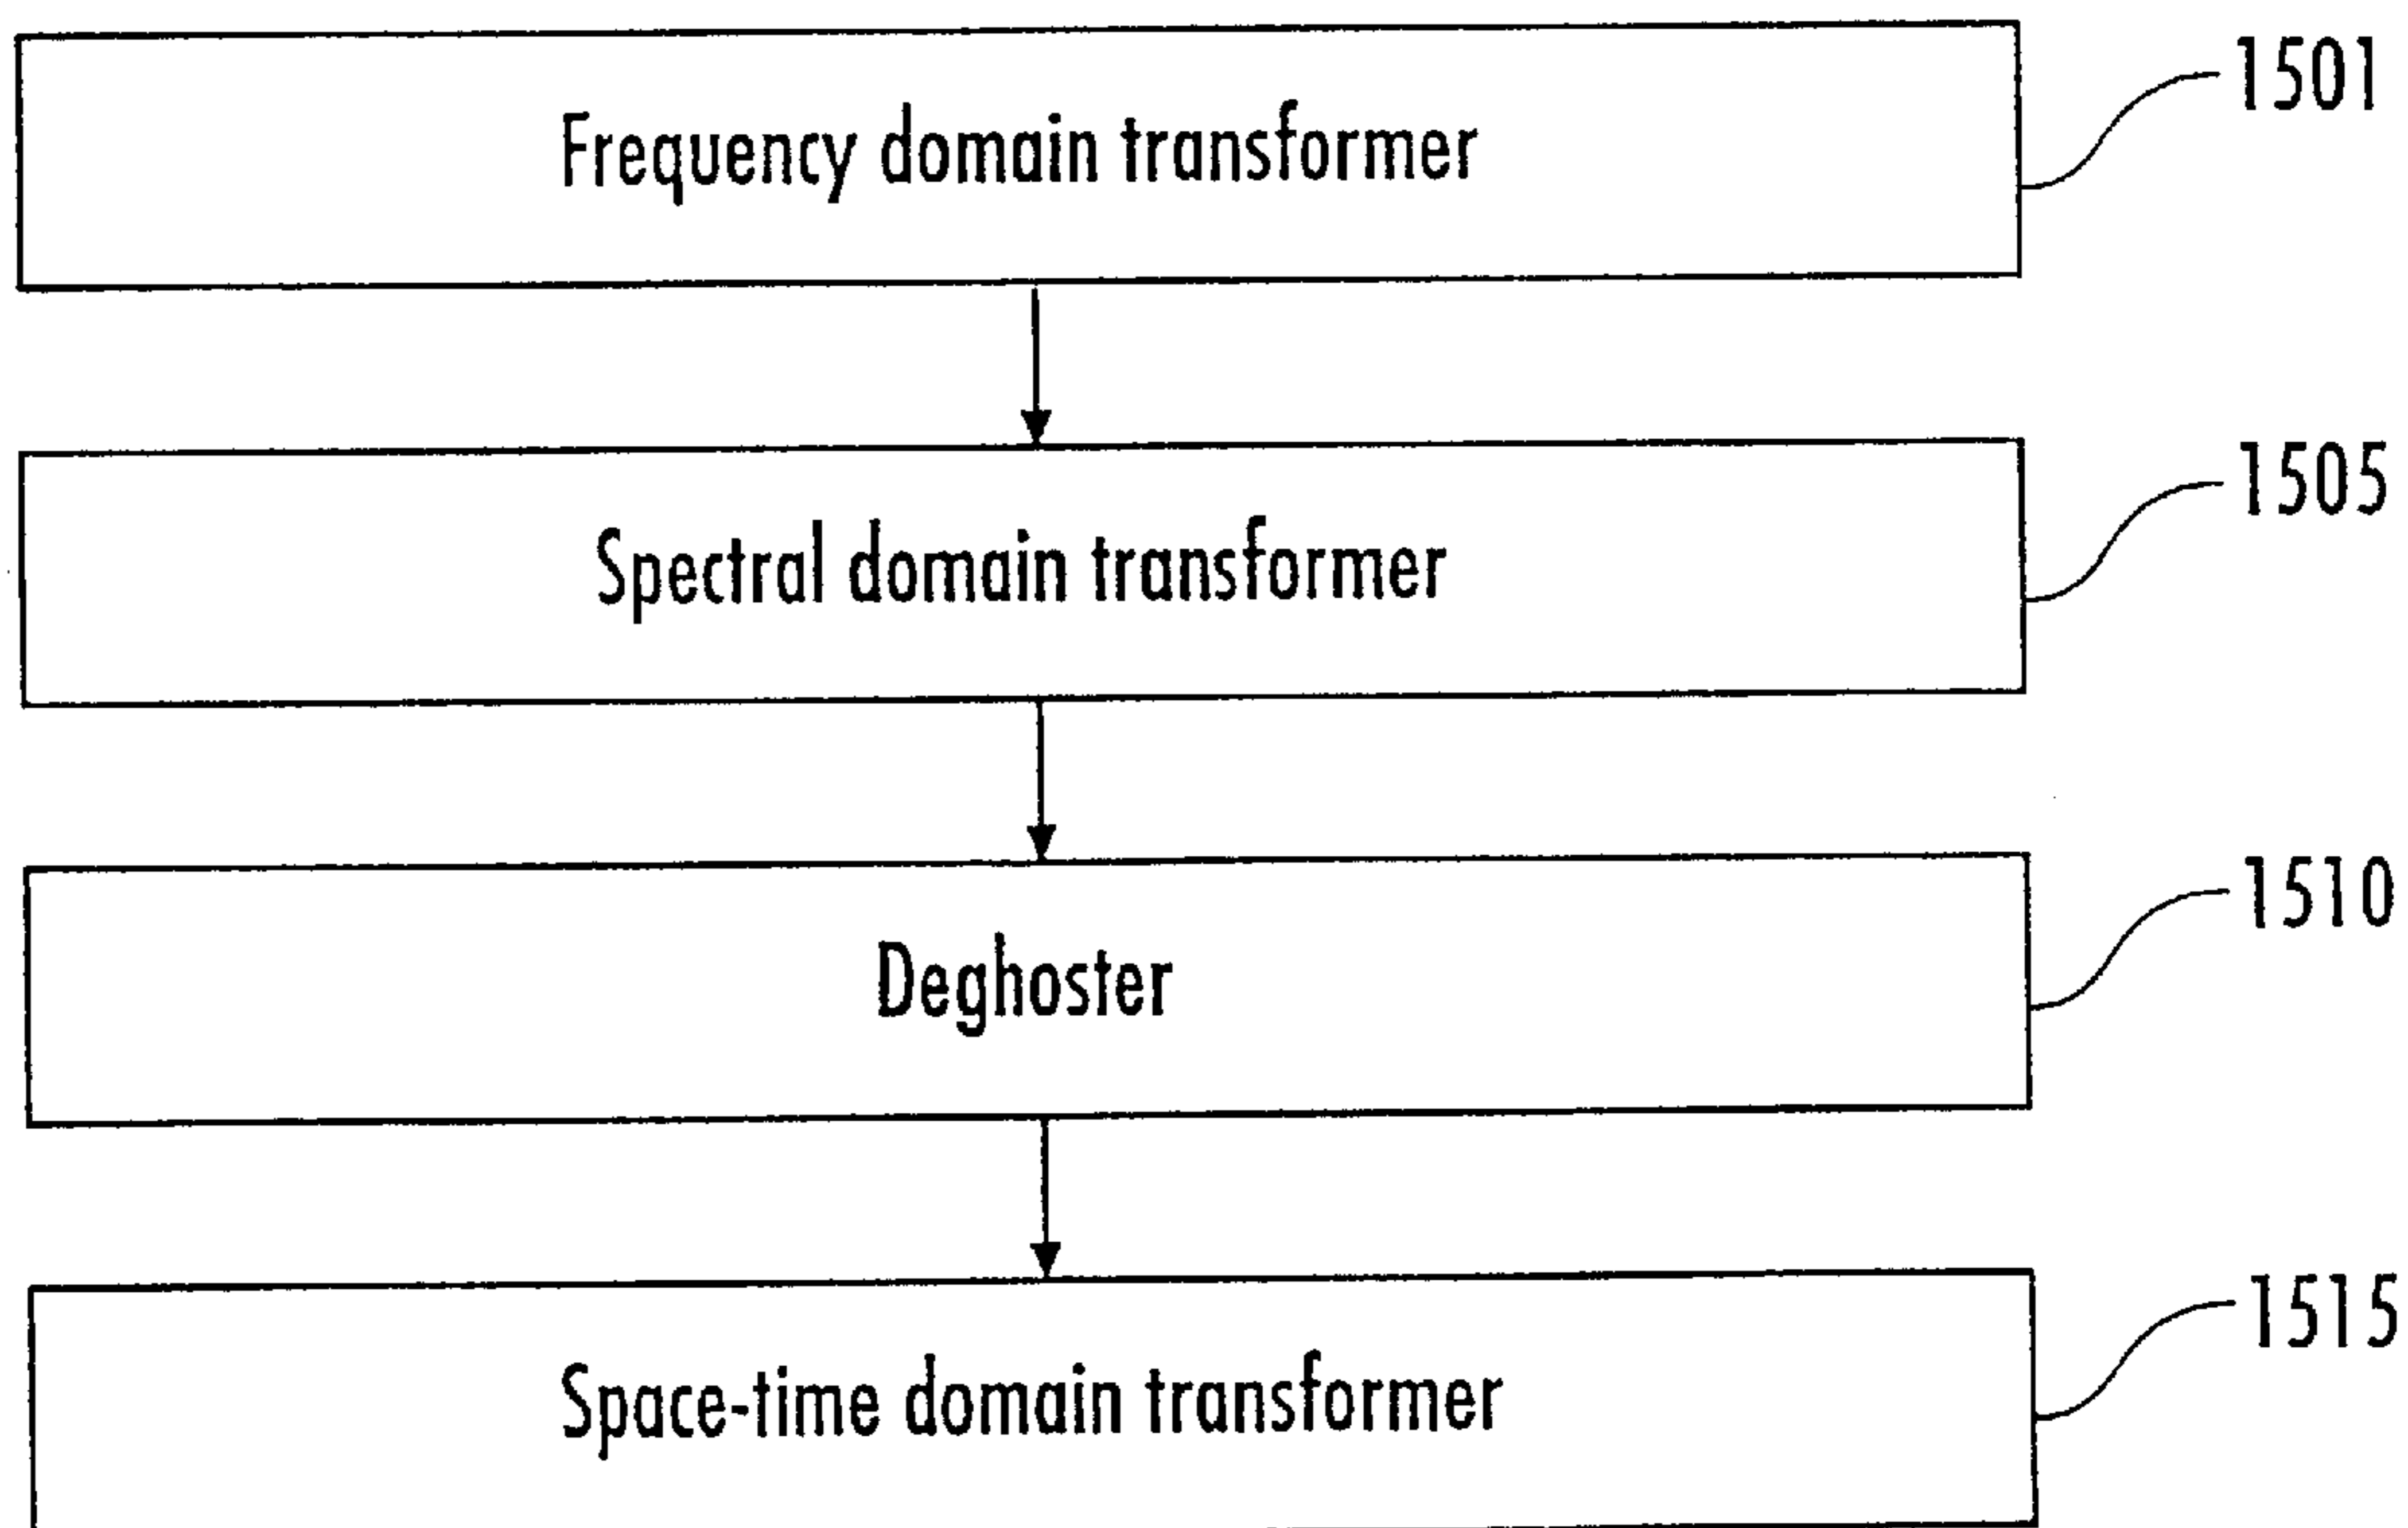 Frequency domain transformer
1501
Spectral domain transformer
1505
Deghoster
1510
Space-time domain transformer
1515